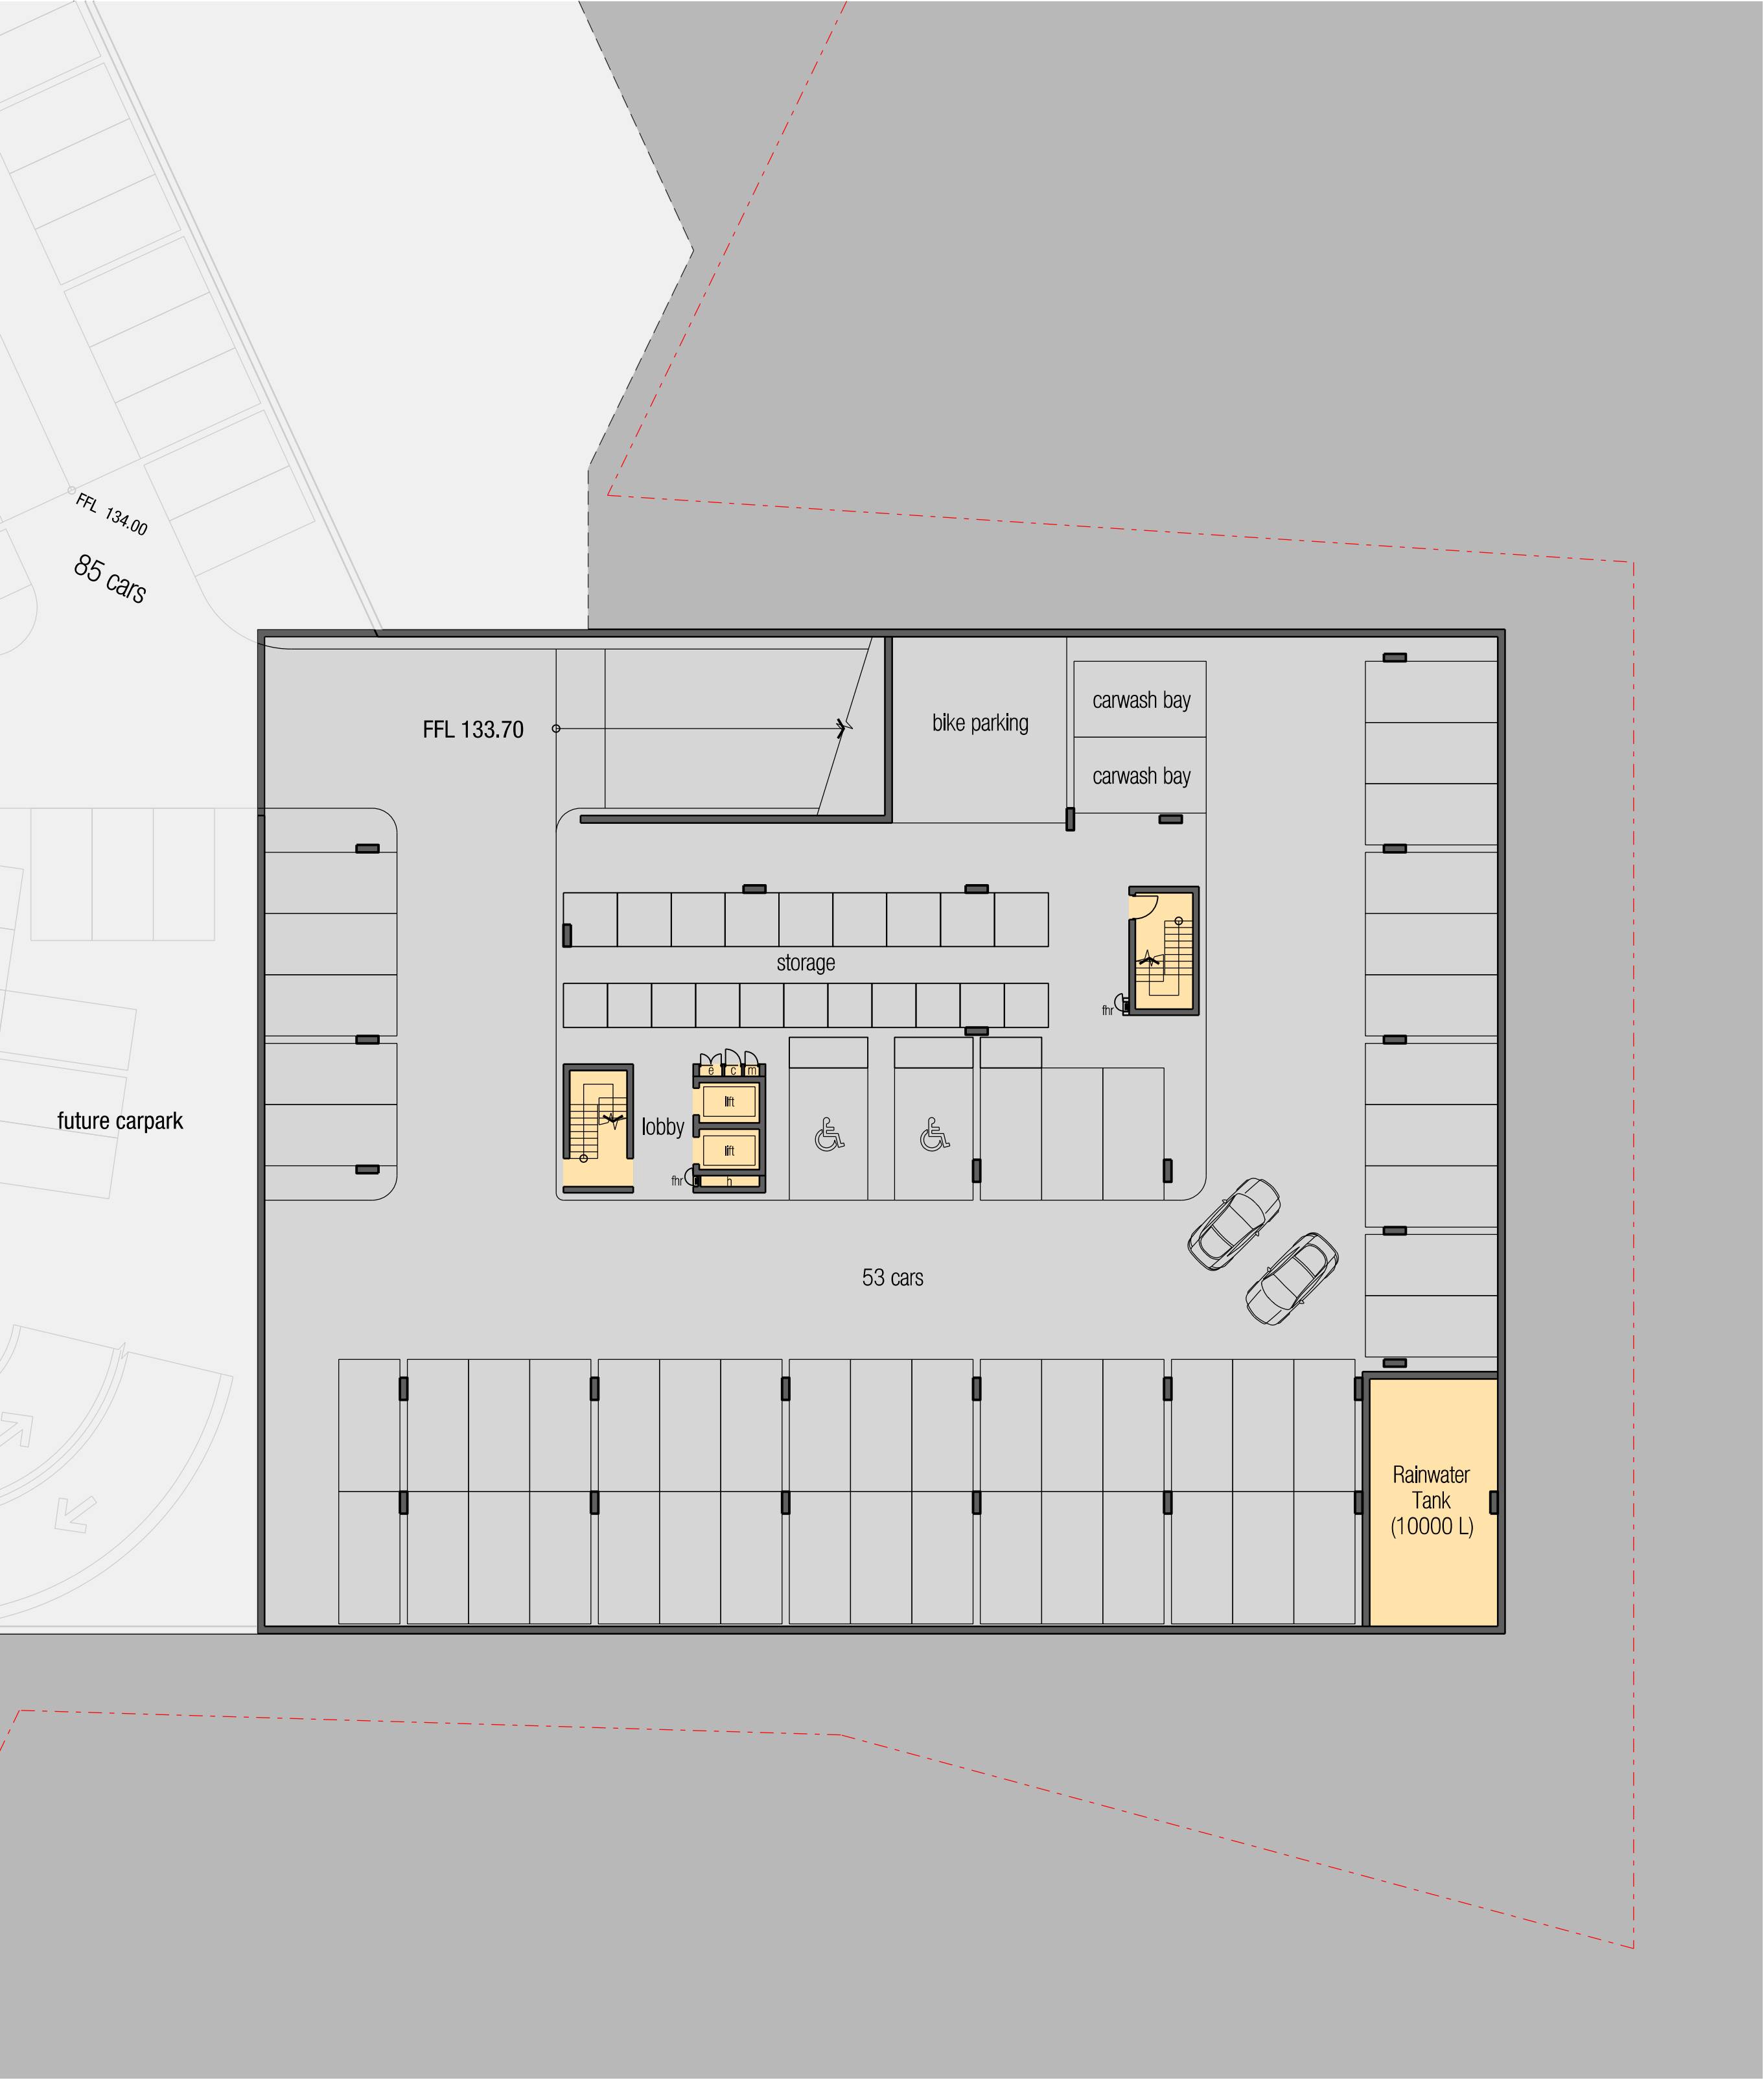 FFL 134.00
85 cars
FFL 133.70
bike parking
carwash bay
carwash bay
storage
fhr
e c m
lift
lobby
lift
fhr
h
future carpark
53 cars
Rainwater
Tank
(10000 L)